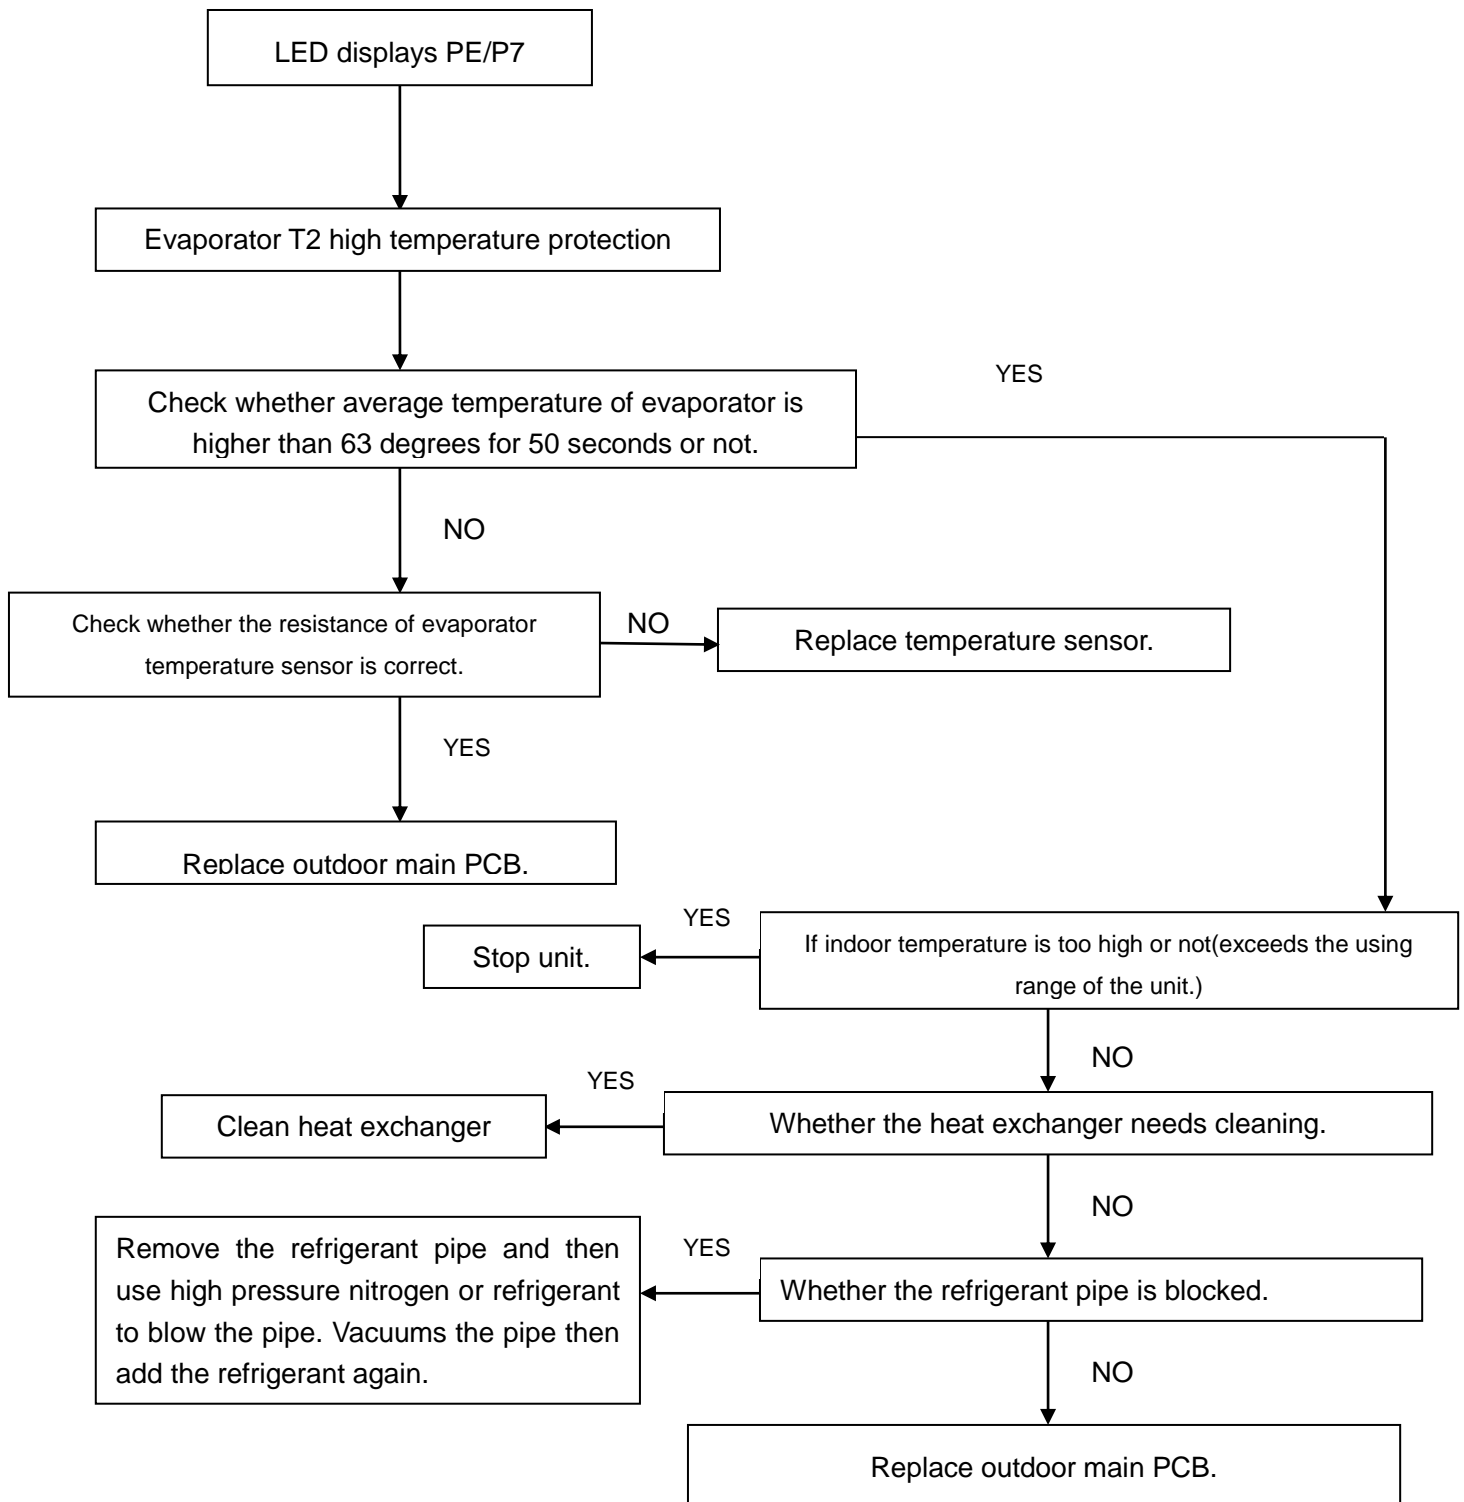 LED displays PE/P7
Evaporator T2 high temperature protection
YES
Check whether average temperature of evaporator is
higher than 63 degrees for 50 seconds or not.
NO
Check whether the resistance of evaporator
temperature sensor is correct.
NO
Replace temperature sensor.
YES
Replace outdoor main PCB.
YES
If indoor temperature is too high or not(exceeds the using
range of the unit.)
Stop unit.
NO
YES
Whether the heat exchanger needs cleaning.
Clean heat exchanger
NO
YES
Whether the refrigerant pipe is blocked.
Remove the refrigerant pipe and then
use high pressure nitrogen or refrigerant
to blow the pipe. Vacuums the pipe then
add the refrigerant again.
NO
Replace outdoor main PCB.